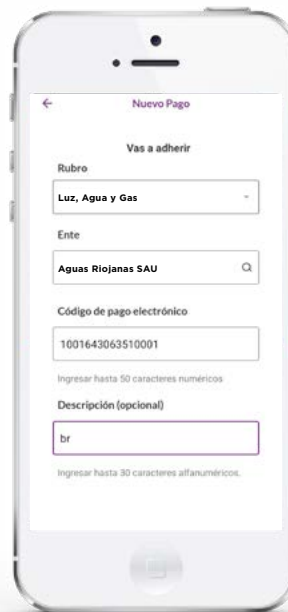 Nuevo Pago
Vas a adherir
Rubro
Luz, Agua y Gas
Ente
Aguas Riojanas SAU
Código de pago electrónico
1001643063510001
Ingresar hasta 50 caracteres numéricos
Descripción (opcional)
br
Ingresar hasta 30 caracteres alfanuméricos.